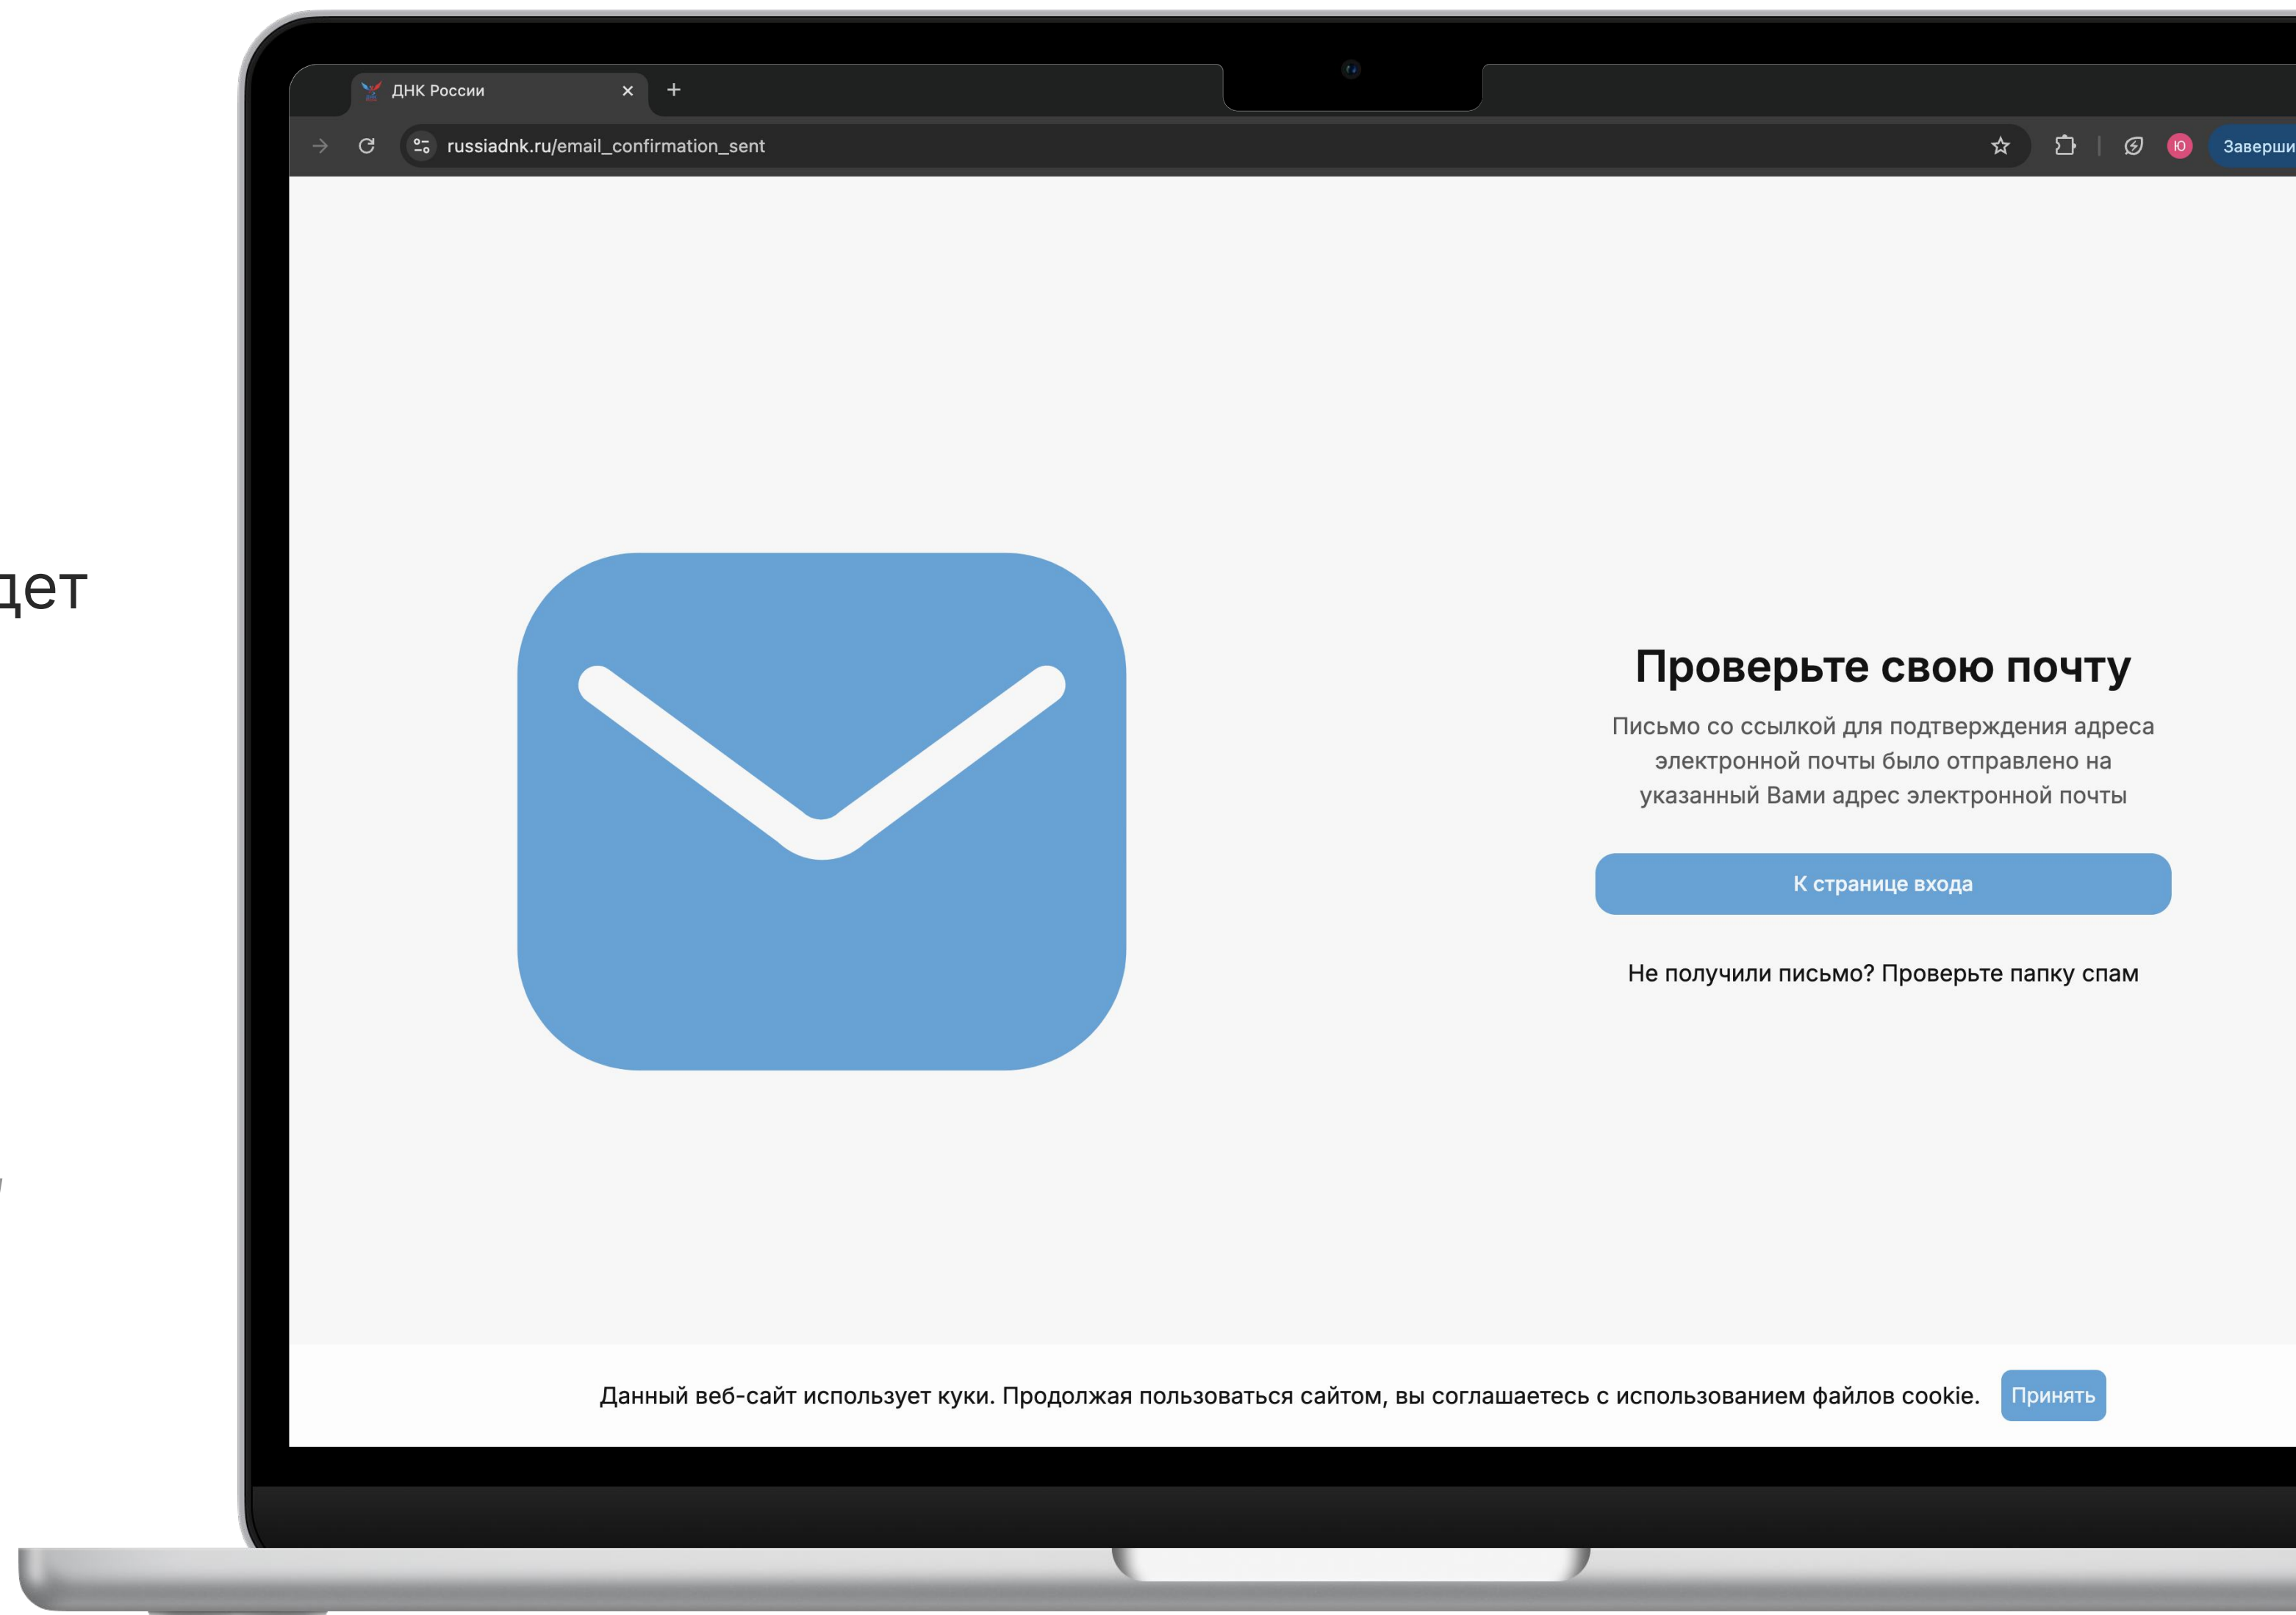 ДНК России
russiadnk.ru/email_confirmation_sent
Ю
Проверьте свою почту
Письмо со ссылкой для подтверждения адреса
электронной почты было отправлено на
указанный Вами адрес электронной почты
К странице входа
Не получили письмо? Проверьте папку спам
Данный веб-сайт использует куки. Продолжая пользоваться сайтом, вы соглашаетесь с использованием файлов cookie.
Принять